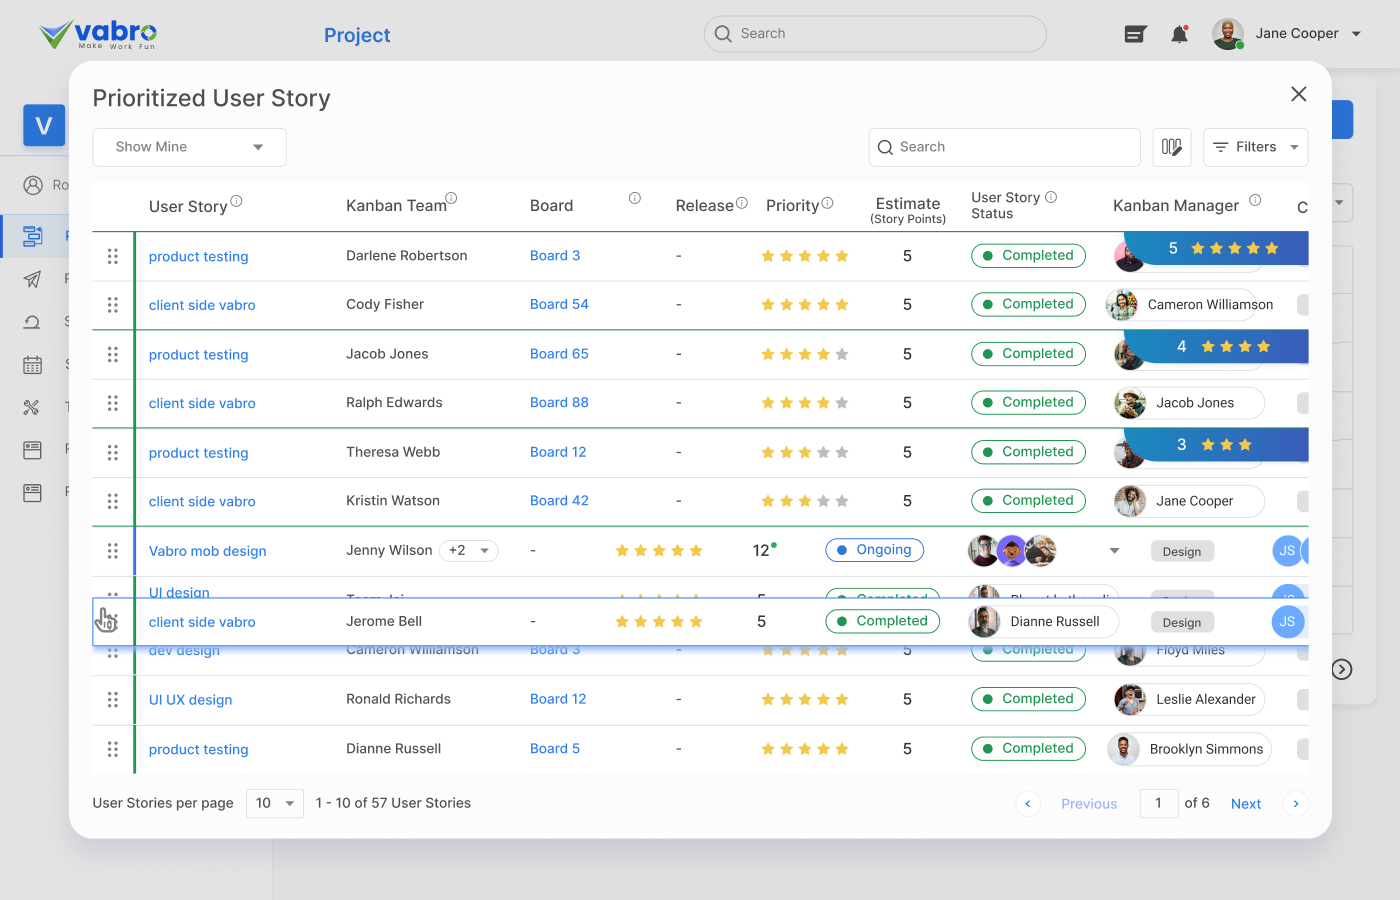 vabro
Make Work Fun
Project
Search
Jane Cooper
Prioritized User Story
V
Show Mine
Search
Filters
Ro
User Story
Kanban Team
Board
Release
Priority
Estimate
(Story Points)
User Story
Status
Kanban Manager
C
product testing Darlene Robertson Board 3 - 5 Completed 5
client side vabro Cody Fisher Board 54 - 5 Completed Cameron Williamson
product testing Jacob Jones Board 65 - 5 Completed 4
client side vabro Ralph Edwards Board 88 - 5 Completed Jacob Jones
product testing Theresa Webb Board 12 - 5 Completed 3
client side vabro Kristin Watson Board 42 - 5 Completed Jane Cooper
Vabro mob design Jenny Wilson +2 - 12 Ongoing Design JS
UI design 5 Completed
client side vabro Jerome Bell - 5 Completed Dianne Russell Design JS
dev design Cameron Williamson Board 3 - 5 Completed Floyd Miles
UI UX design Ronald Richards Board 12 - 5 Completed Leslie Alexander
product testing Dianne Russell Board 5 - 5 Completed Brooklyn Simmons
User Stories per page 10 1 - 10 of 57 User Stories
Previous 1 of 6 Next